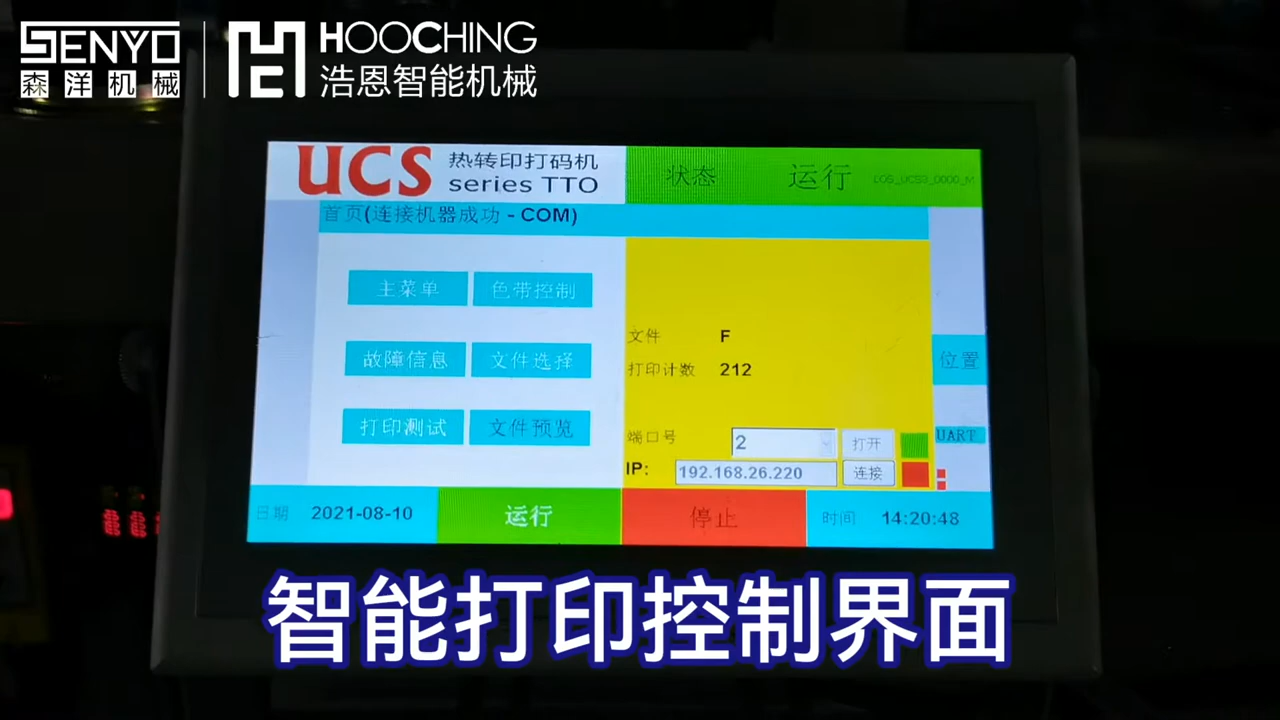 SENYO
森洋机械
HOOCHING
浩恩智能机械
UCS 热转印打码机
series TTO
状态 运行
首页(连接机器成功 - COM)
主菜单 色带控制
故障信息 文件选择
打印测试 文件预览
文件 F
打印计数 212
位置
端口号 2 打开
UART
IP: 192.168.26.220 连接
日期 2021-08-10 运行 停止 时间 14:20:48
智能打印控制界面